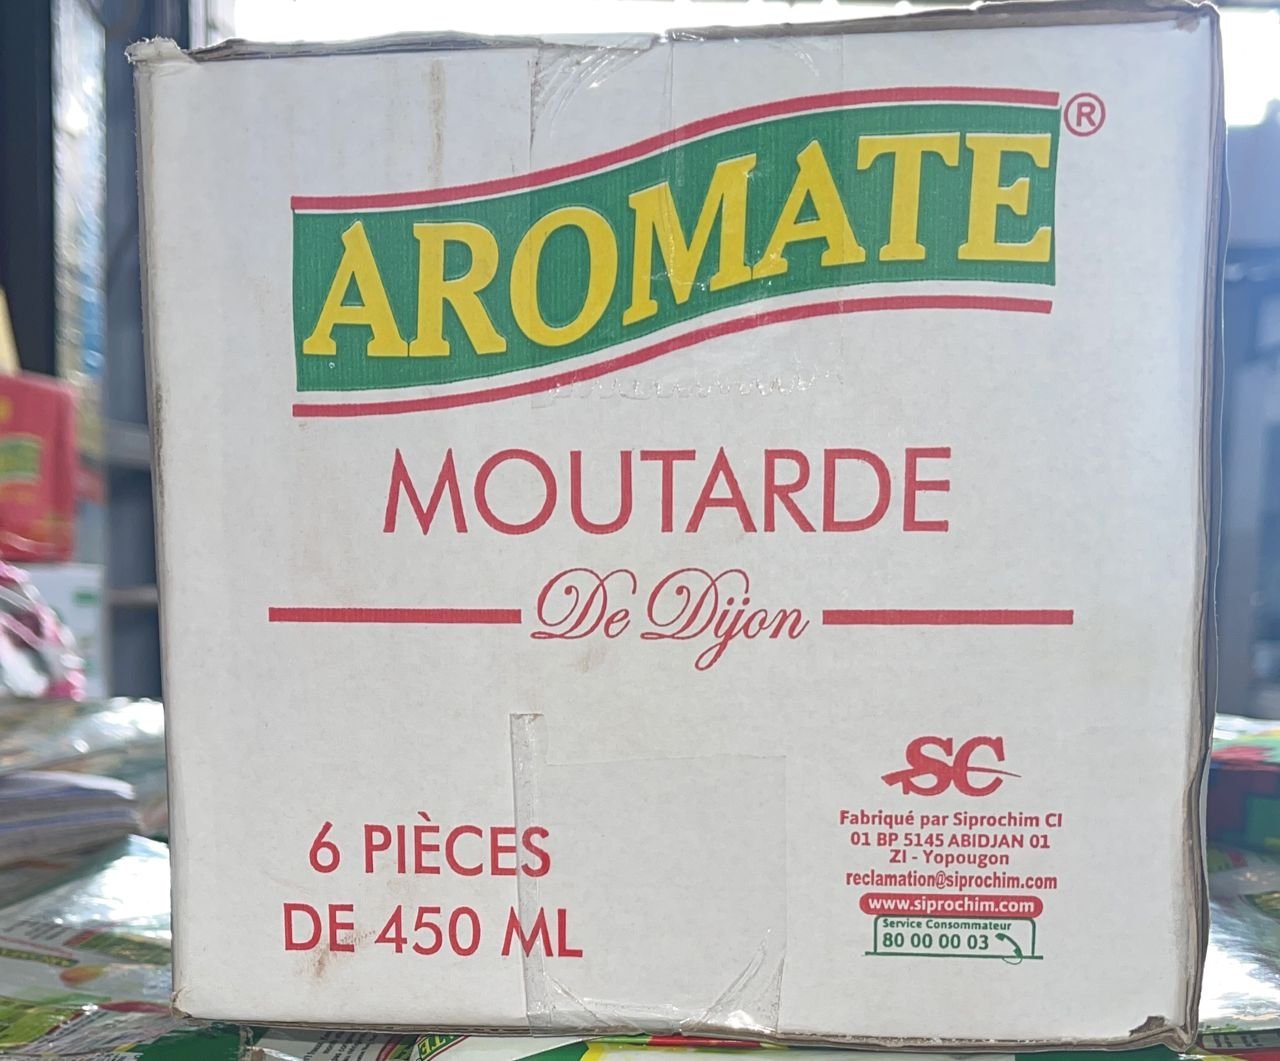 AROMATE®
MOUTARDE
De Dijon
6 PIÈCES
DE 450 ML
SC
Fabriqué par Siprochim CI
01 BP 5145 ABIDJAN 01
ZI - Yopougon
reclamation@siprochim.com
www.siprochim.com
Service Consommateur
80 00 00 03